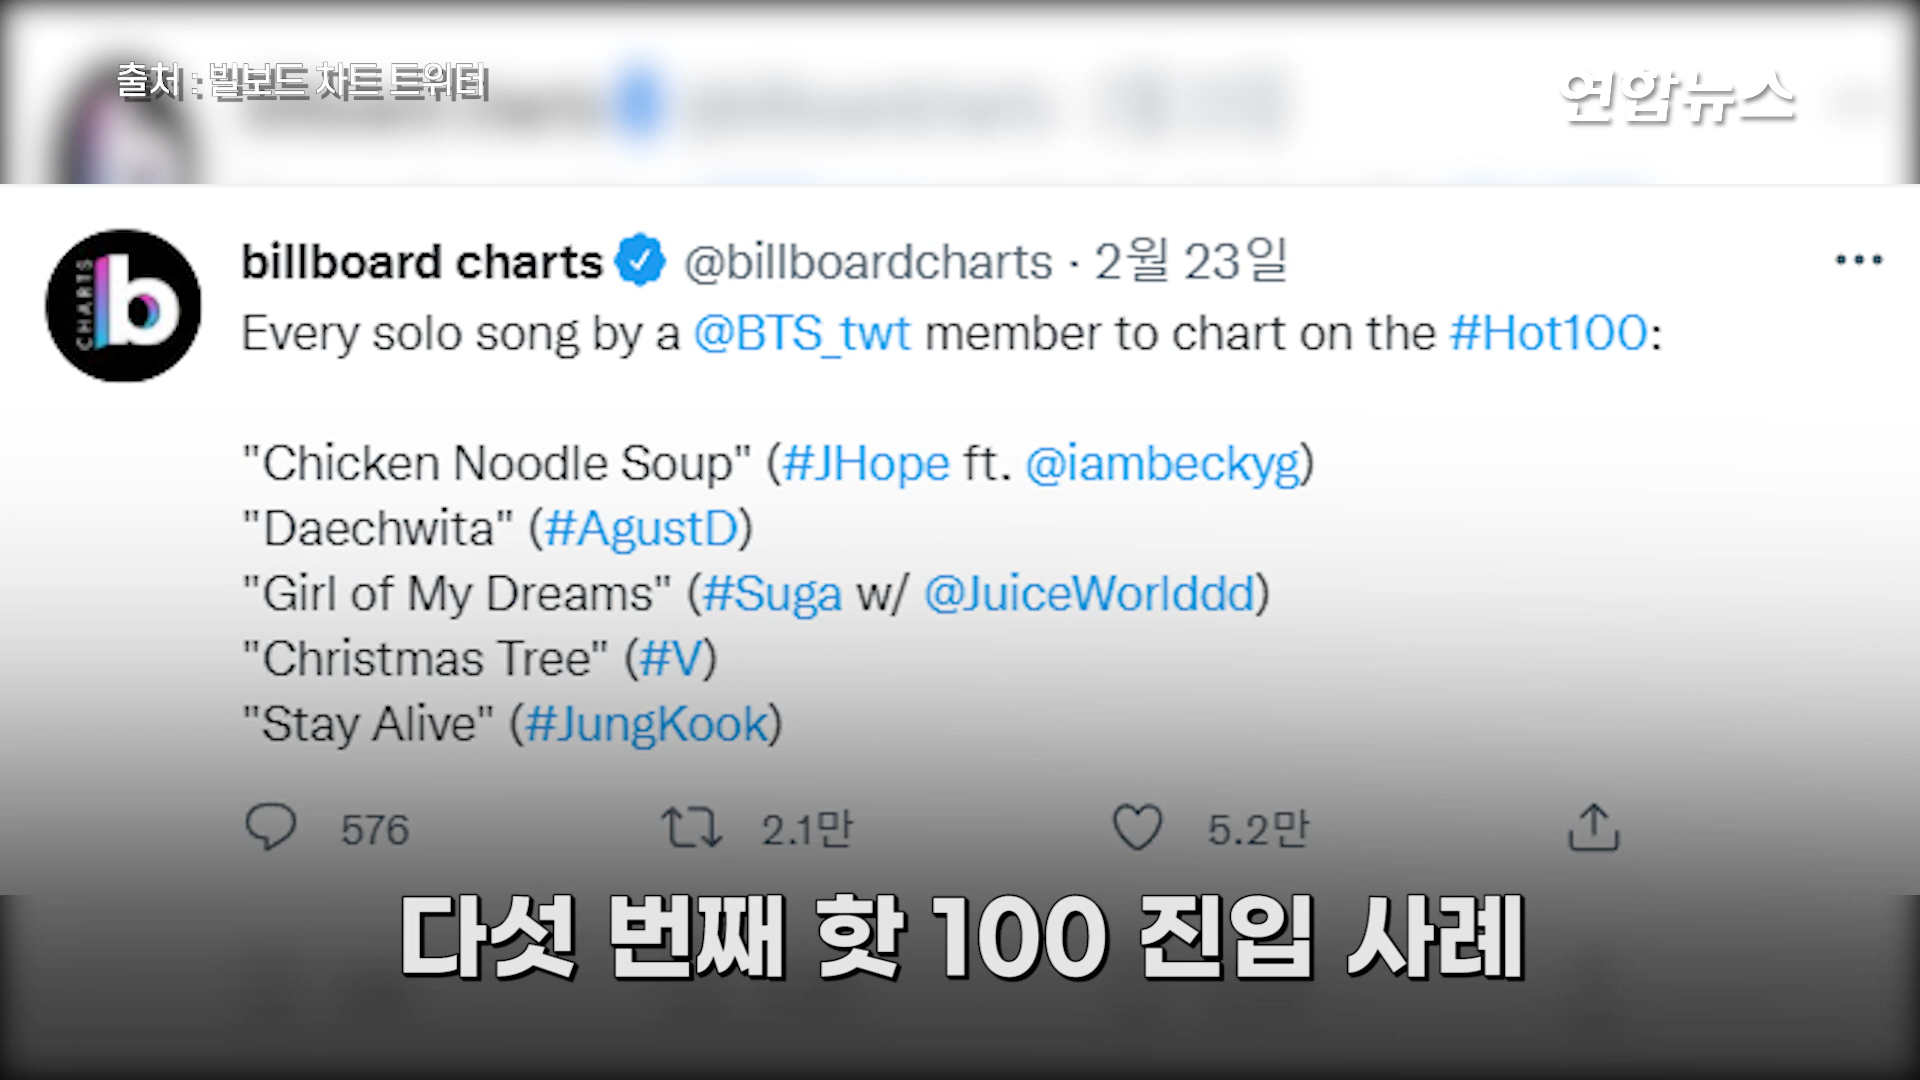 출처 : 빌보드 차트 트위터
연합뉴스
CHARTS b
billboard charts @billboardcharts · 2월 23일
Every solo song by a @BTS_twt member to chart on the #Hot100:
"Chicken Noodle Soup" (#JHope ft. @iambeckyg)
"Daechwita" (#AgustD)
"Girl of My Dreams" (#Suga w/ @JuiceWorlddd)
"Christmas Tree" (#V)
"Stay Alive" (#JungKook)
576 2.1만 5.2만
다섯 번째 핫 100 진입 사례